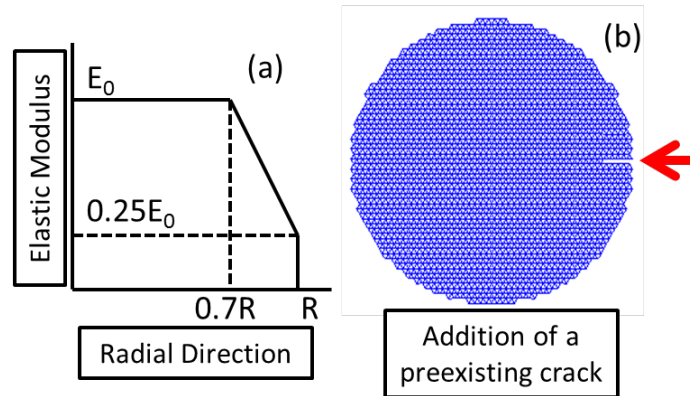 (a)
Elastic Modulus
E₀
0.25E₀
0.7R
R
Radial Direction
(b)
Addition of a
preexisting crack